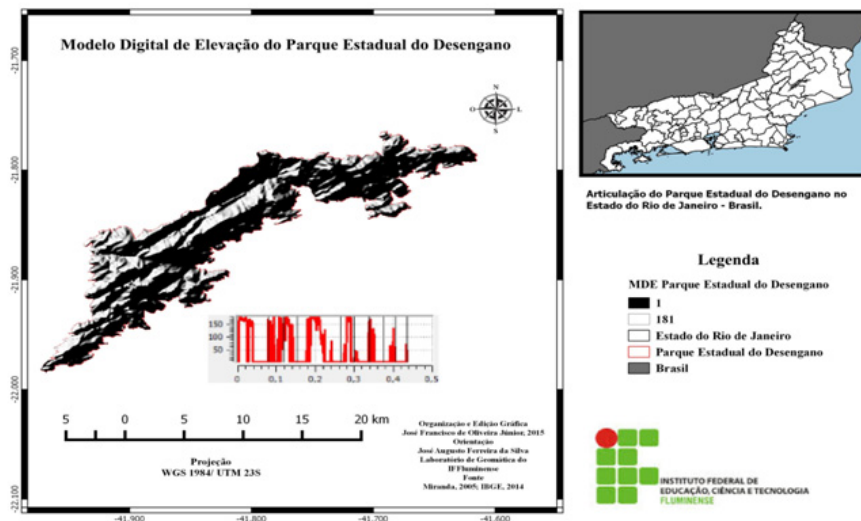 Modelo Digital de Elevação do Parque Estadual do Desengano
N
O
L
S
-21.700
-21.800
-21.900
-22.000
-22.100
-41.900
-41.800
-41.700
-41.600
150
100
50
0
0.1
0.2
0.3
0.4
0.5
5
0
5
10
15
20 km
Projeção
WGS 1984/ UTM 23S
Organização e Edição Gráfica
José Francisco de Oliveira Júnior, 2015
Orientação
José Augusto Ferreira da Silva
Laboratório de Geomática do
IFFluminense
Fonte
Miranda, 2005; IBGE, 2014
Articulação do Parque Estadual do Desengano no
Estado do Rio de Janeiro - Brasil.
Legenda
MDE Parque Estadual do Desengano
1
181
Estado do Rio de Janeiro
Parque Estadual do Desengano
Brasil
INSTITUTO FEDERAL DE
EDUCAÇÃO, CIÊNCIA E TECNOLOGIA
FLUMINENSE